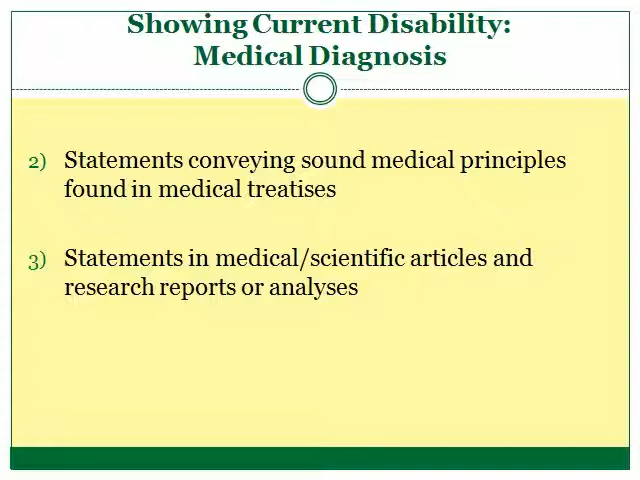 Showing Current Disability:
Medical Diagnosis
2) Statements conveying sound medical principles
found in medical treatises
3) Statements in medical/scientific articles and
research reports or analyses